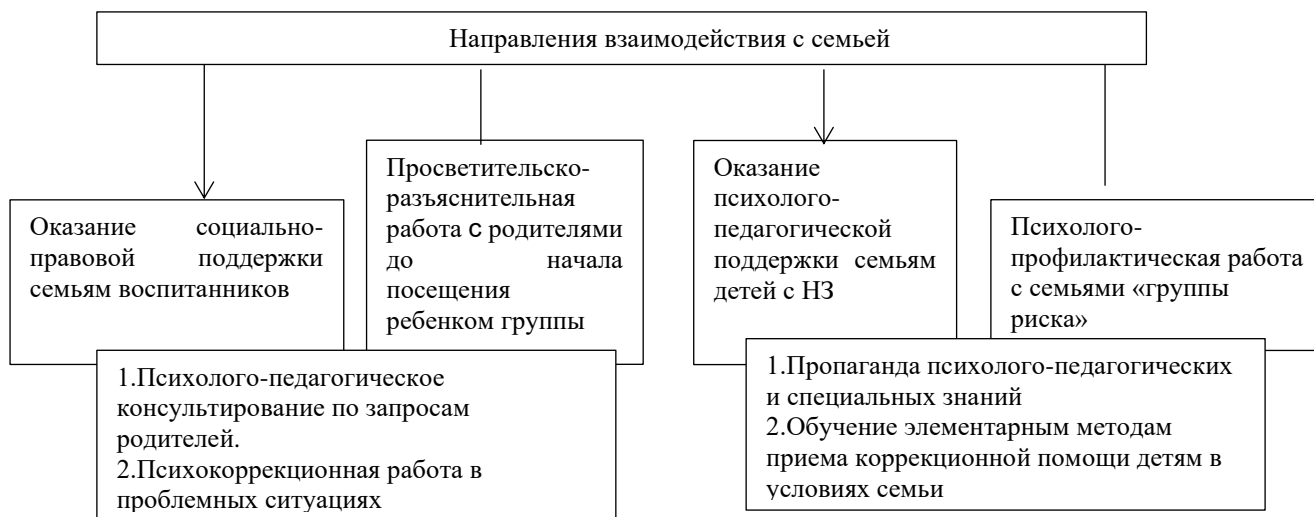 Направления взаимодействия с семьей
Оказание социально-
правовой поддержки
семьям воспитанников
Просветительско-
разъяснительная
работа с родителями
до начала
посещения
ребенком группы
Оказание
психолого-
педагогической
поддержки семьям
детей с НЗ
Психолого-
профилактическая работа
с семьями «группы
риска»
1.Психолого-педагогическое
консультирование по запросам
родителей.
2.Психокоррекционная работа в
проблемных ситуациях
1.Пропаганда психолого-педагогических
и специальных знаний
2.Обучение элементарным методам
приема коррекционной помощи детям в
условиях семьи